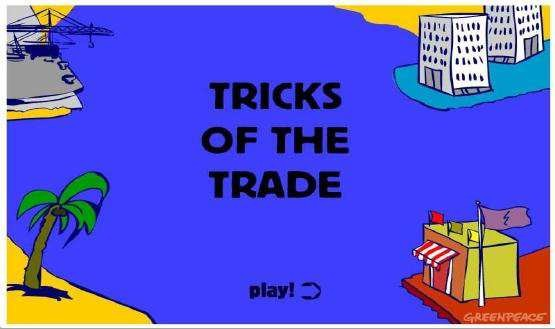 TRICKS
OF THE
TRADE
play!
GREENPEACE